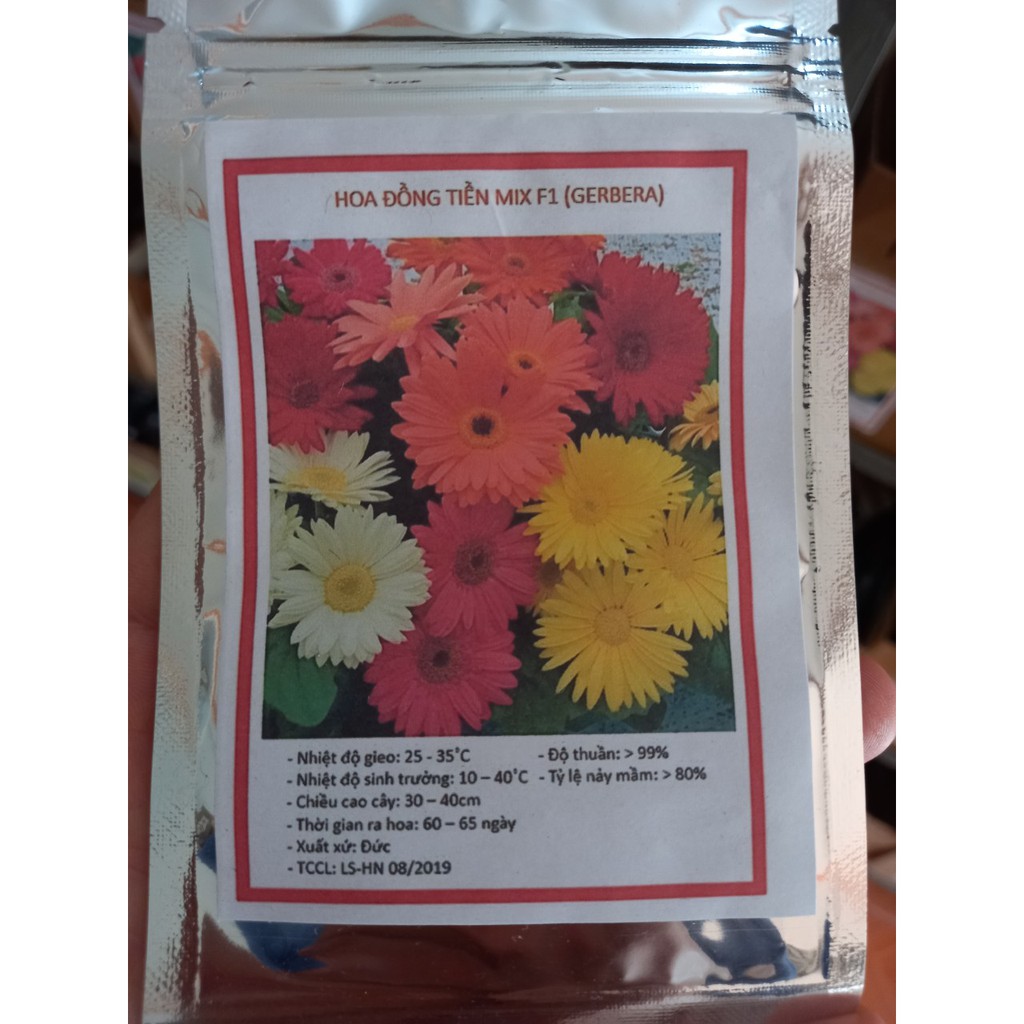 HOA ĐỒNG TIỀN MIX F1 (GERBERA)
- Nhiệt độ gieo: 25 - 35°C - Độ thuần: > 99%
- Nhiệt độ sinh trưởng: 10 – 40°C - Tỷ lệ nảy mầm: > 80%
- Chiều cao cây: 30 – 40cm
- Thời gian ra hoa: 60 – 65 ngày
- Xuất xứ: Đức
- TCCL: LS-HN 08/2019